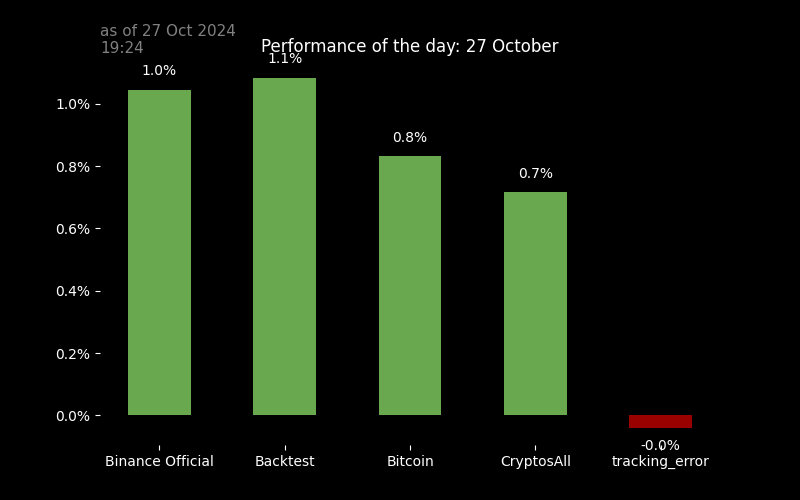 as of 27 Oct 2024
19:24
Performance of the day: 27 October
1.0%
1.1%
0.8%
0.7%
-0.0%
1.0%
0.8%
0.6%
0.4%
0.2%
0.0%
Binance Official
Backtest
Bitcoin
CryptosAll
tracking_error